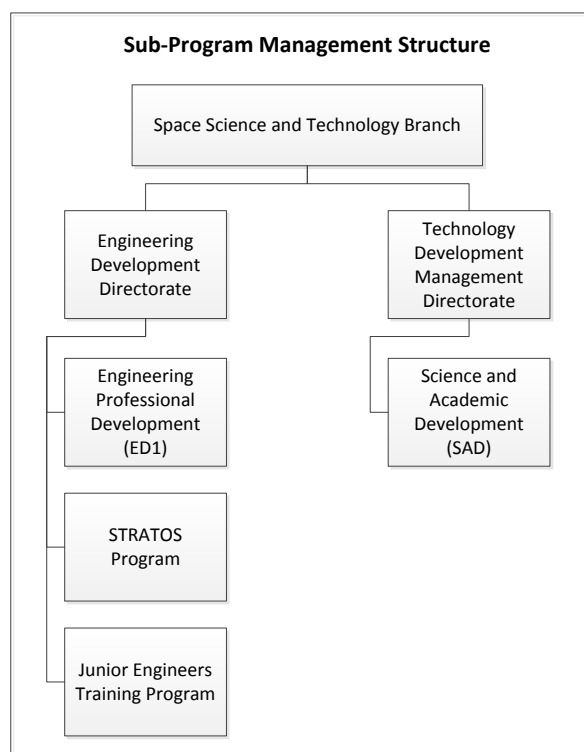 Sub-Program Management Structure
Space Science and Technology Branch
Engineering
Development
Directorate
Technology
Development
Management
Directorate
Engineering
Professional
Development
(ED1)
Science and
Academic
Development
(SAD)
STRATOS
Program
Junior Engineers
Training Program